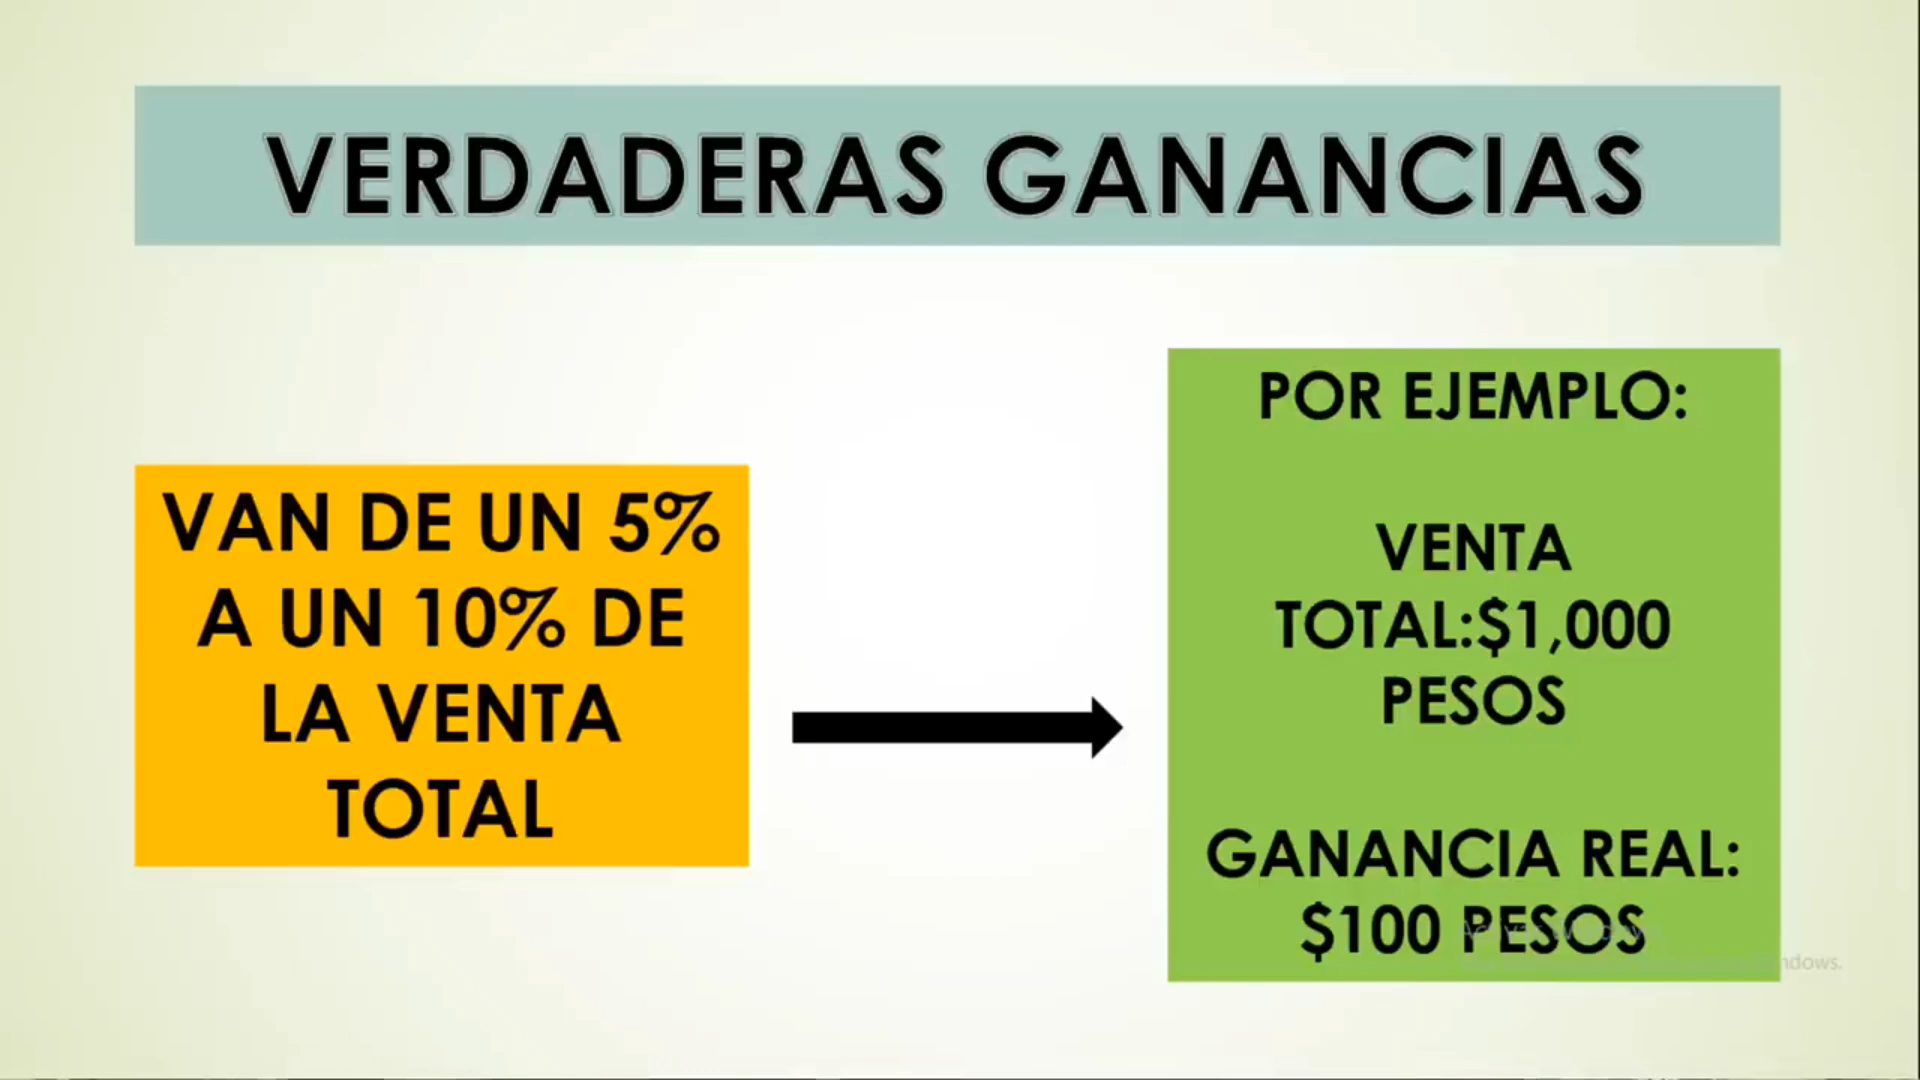 VERDADERAS GANANCIAS
VAN DE UN 5%
A UN 10% DE
LA VENTA
TOTAL
POR EJEMPLO:
VENTA
TOTAL:$1,000
PESOS
GANANCIA REAL:
$100 PESOS